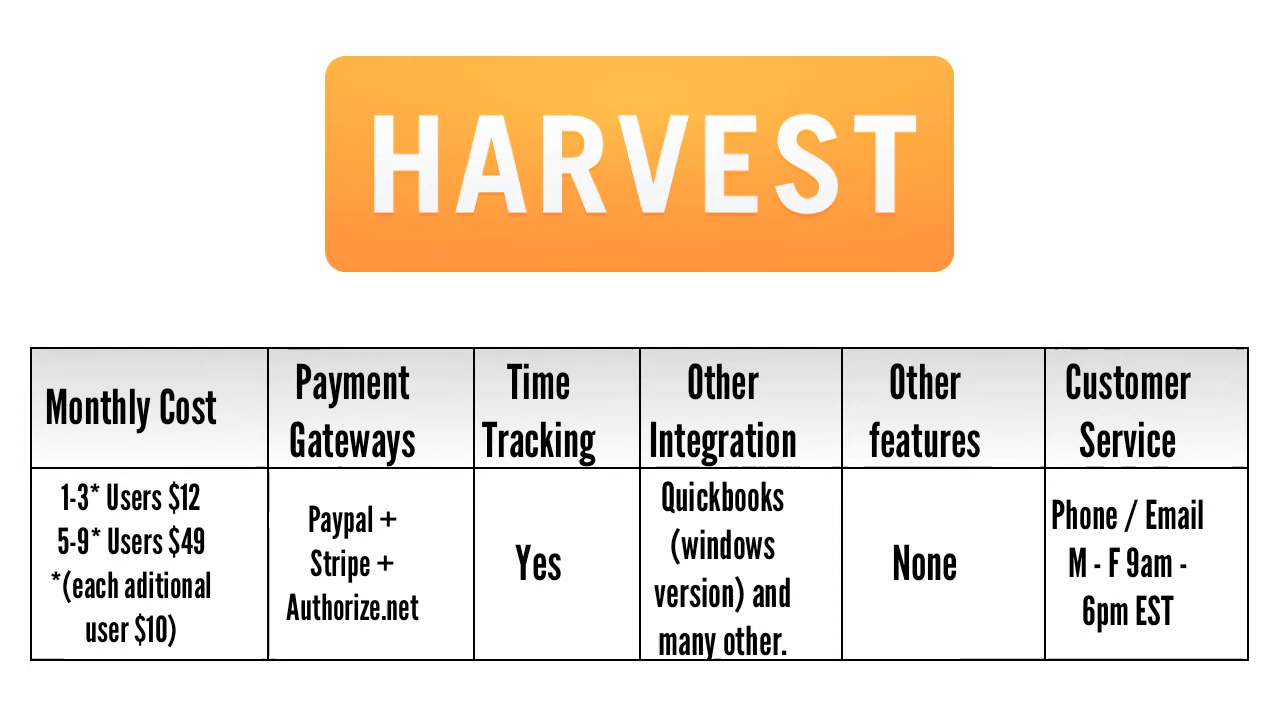 HARVEST
Monthly Cost
Payment
Gateways
Time
Tracking
Other
Integration
Other
features
Customer
Service
1-3* Users $12
5-9* Users $49
*(each aditional
user $10)
Paypal +
Stripe +
Authorize.net
Yes
Quickbooks
(windows
version) and
many other.
None
Phone / Email
M - F 9am -
6pm EST